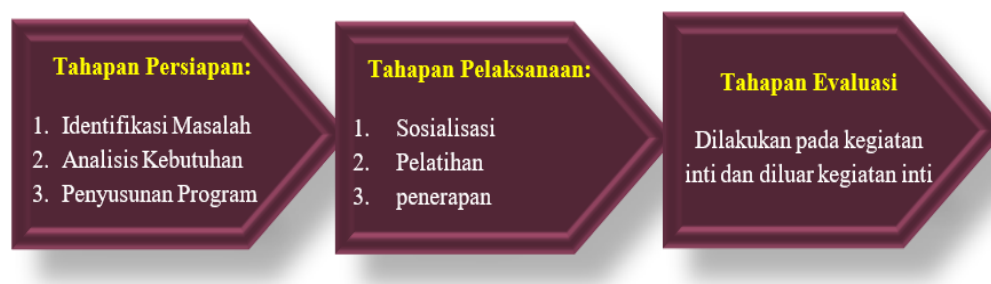 Tahapan Persiapan:
1. Identifikasi Masalah
2. Analisis Kebutuhan
3. Penyusunan Program
Tahapan Pelaksanaan:
1. Sosialisasi
2. Pelatihan
3. penerapan
Tahapan Evaluasi
Dilakukan pada kegiatan
inti dan diluar kegiatan inti